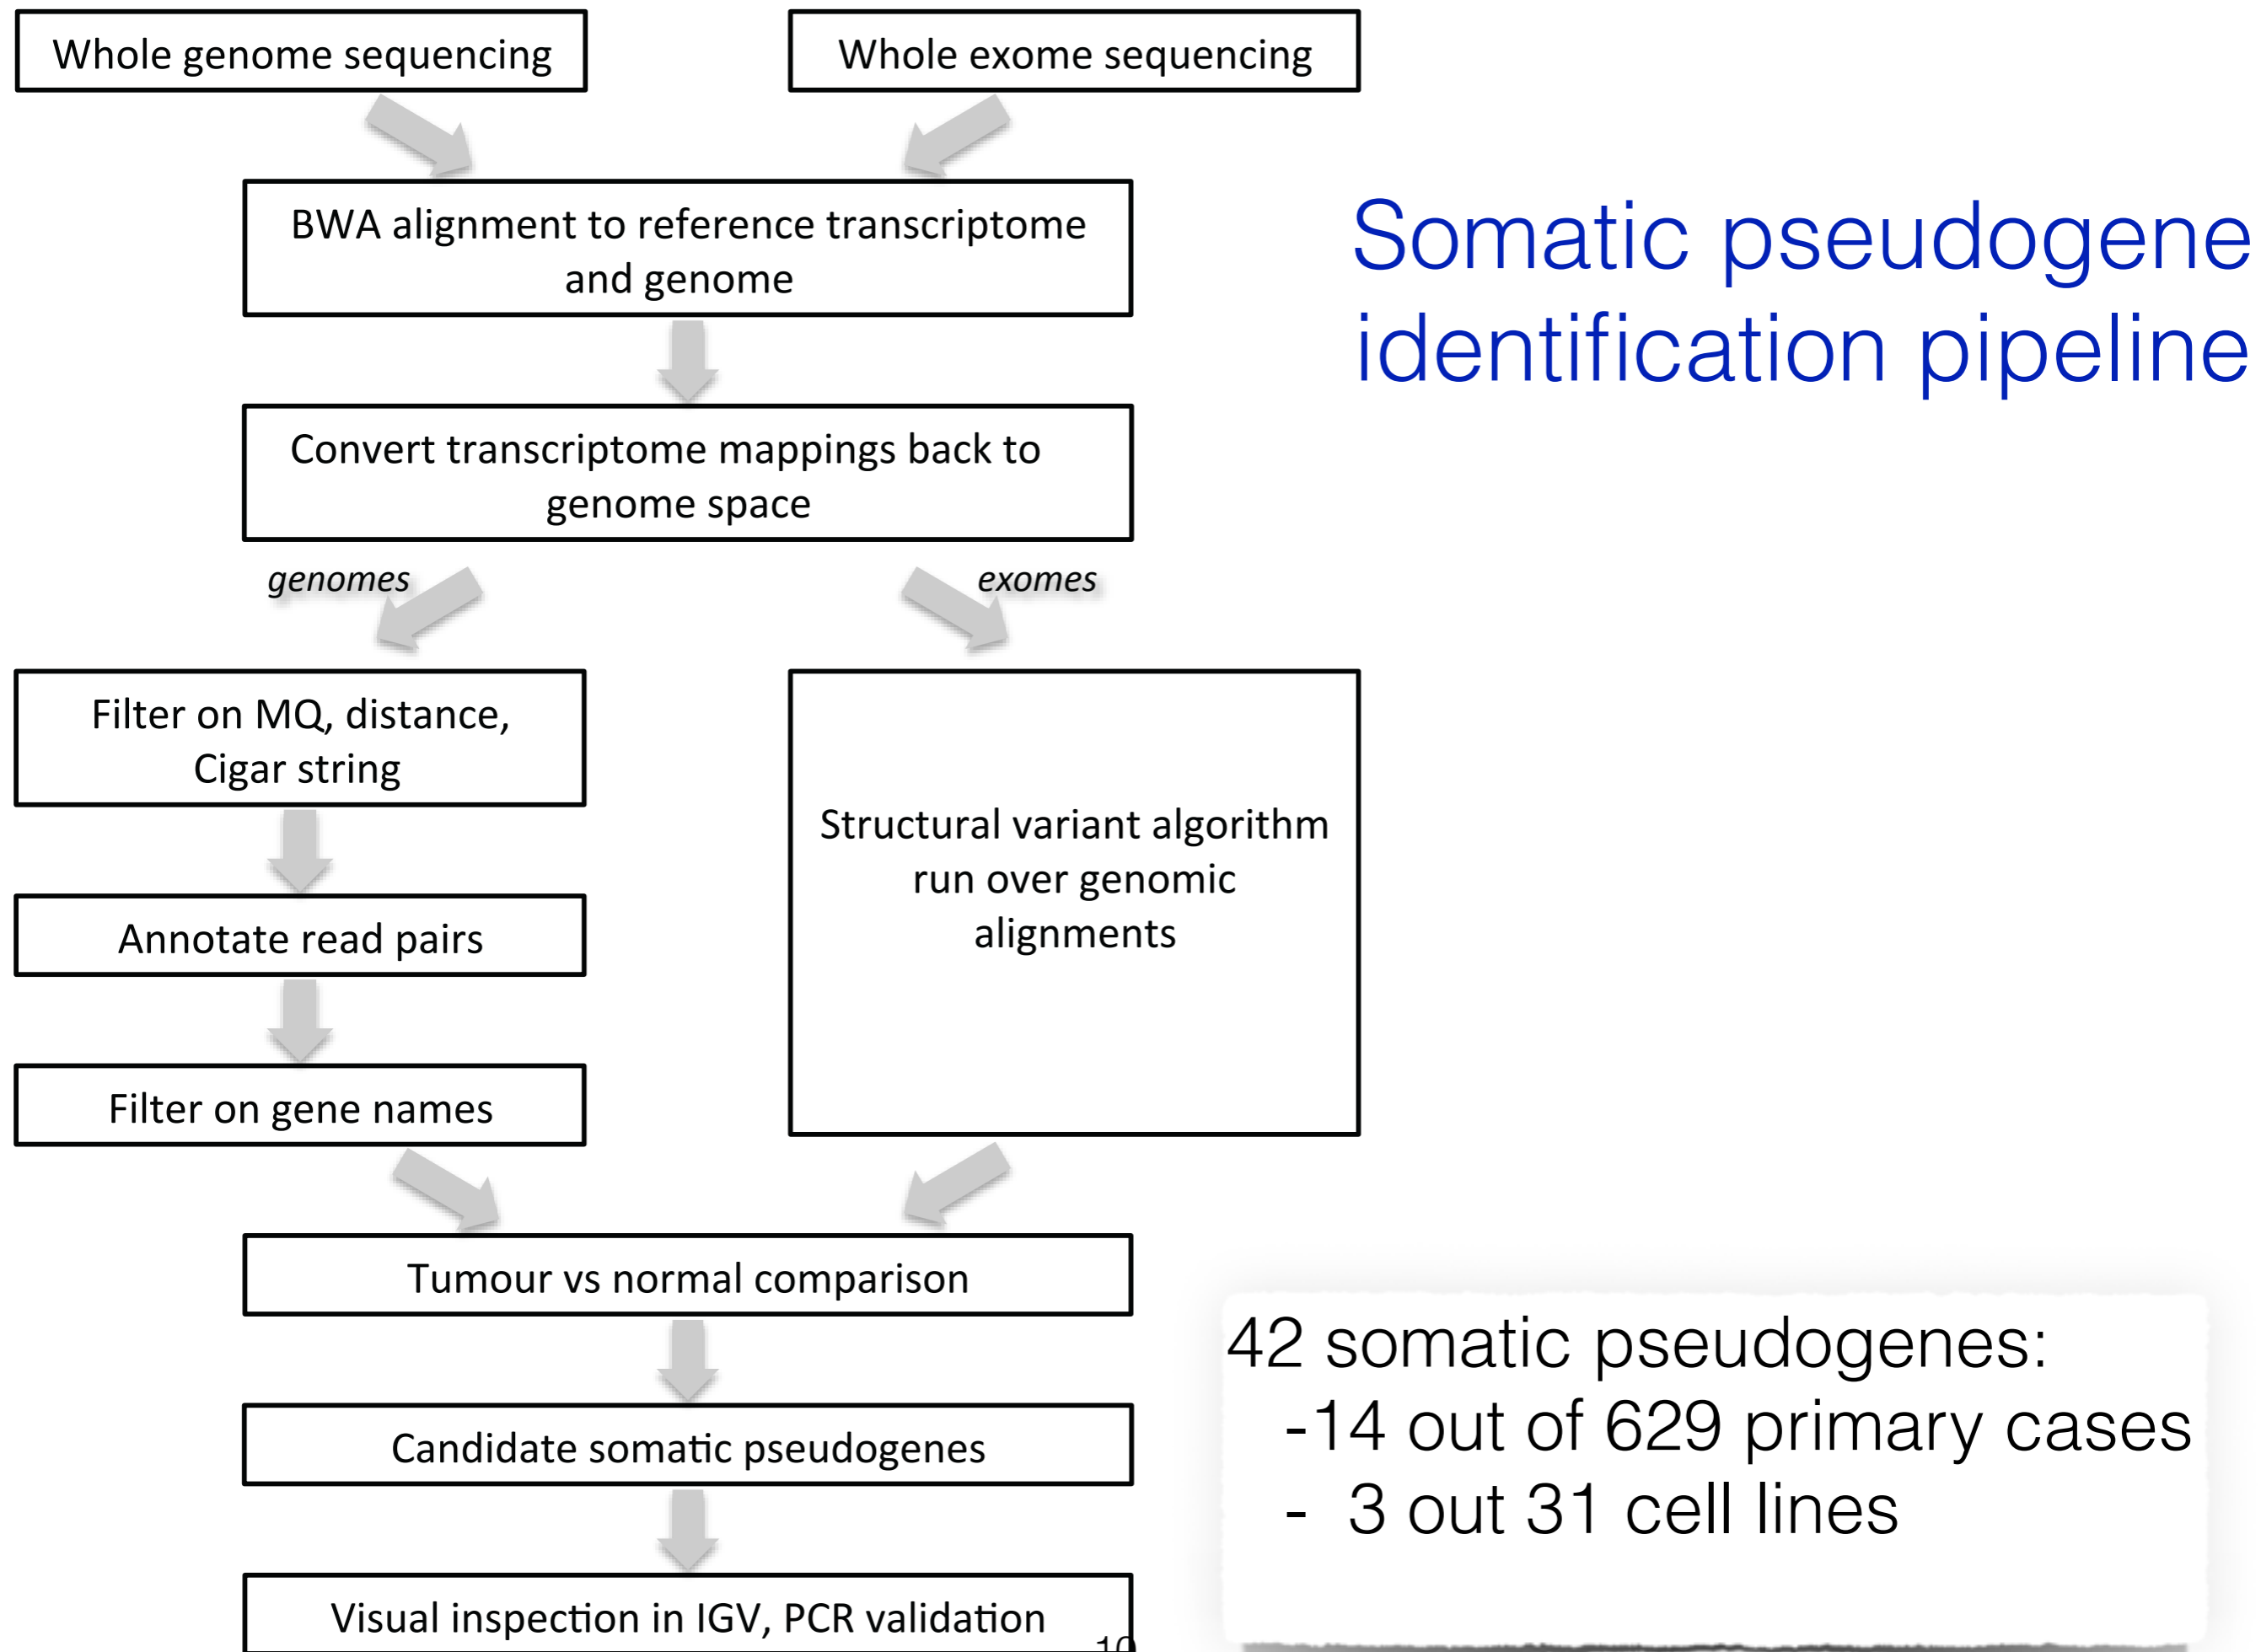 Whole genome sequencing
Whole exome sequencing
BWA alignment to reference transcriptome
and genome
Somatic pseudogene
identification pipeline
Convert transcriptome mappings back to
genome space
genomes
exomes
Filter on MQ, distance,
Cigar string
Annotate read pairs
Filter on gene names
Structural variant algorithm
run over genomic
alignments
Tumour vs normal comparison
Candidate somatic pseudogenes
Visual inspection in IGV, PCR validation
42 somatic pseudogenes:
-14 out of 629 primary cases
- 3 out 31 cell lines
10